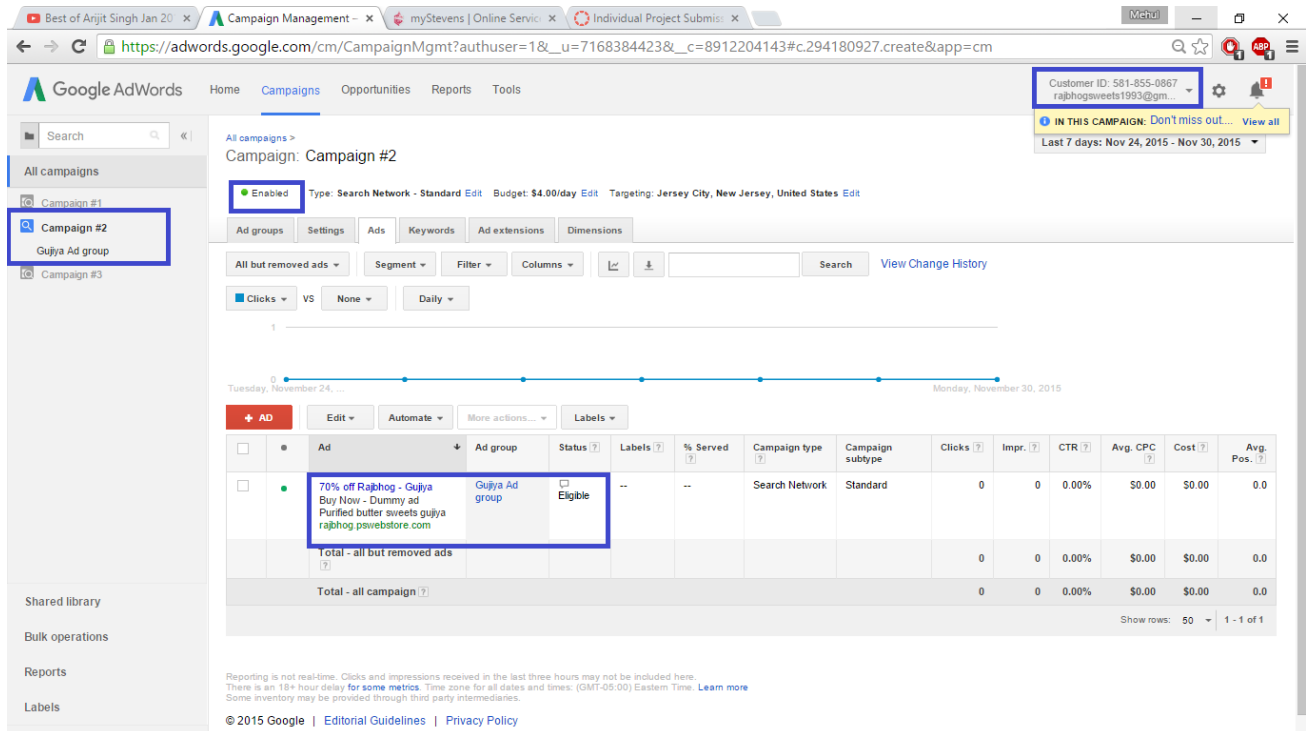 Best of Arijit Singh Jan 20
Campaign Management –
myStevens | Online Servic
Individual Project Submis
Mehul
https://adwords.google.com/cm/CampaignMgmt?authuser=1&__u=7168384423&__c=8912204143#c.294180927.create&app=cm
ABP
1
1
Google AdWords
Home Campaigns Opportunities Reports Tools
Customer ID: 581-855-0867
rajbhogsweets1993@gm...
!
IN THIS CAMPAIGN: Don't miss out.... View all
Search
All campaigns >
Campaign: Campaign #2
Last 7 days: Nov 24, 2015 - Nov 30, 2015
All campaigns
Campaign #1
Campaign #2
Gujiya Ad group
Campaign #3
Enabled Type: Search Network - Standard Edit Budget: $4.00/day Edit Targeting: Jersey City, New Jersey, United States Edit
Ad groups Settings Ads Keywords Ad extensions Dimensions
All but removed ads Segment Filter Columns Search View Change History
Clicks VS None Daily
1
0
Tuesday, November 24, ... Monday, November 30, 2015
+ AD Edit Automate More actions... Labels
Ad Ad group Status ? Labels ? % Served ? Campaign type ? Campaign subtype Clicks ? Impr. ? CTR ? Avg. CPC ? Cost ? Avg. Pos. ?
70% off Rajbhog - Gujiya
Buy Now - Dummy ad
Purified butter sweets gujiya
rajbhog.pswebstore.com
Gujiya Ad group
Eligible
-- -- Search Network Standard 0 0 0.00% $0.00 $0.00 0.0
Total - all but removed ads ? 0 0 0.00% $0.00 $0.00 0.0
Total - all campaign ? 0 0 0.00% $0.00 $0.00 0.0
Show rows: 50 1 - 1 of 1
Shared library
Bulk operations
Reports
Labels
Reporting is not real-time. Clicks and impressions received in the last three hours may not be included here.
There is an 18+ hour delay for some metrics. Time zone for all dates and times: (GMT-05:00) Eastern Time. Learn more
Some inventory may be provided through third party intermediaries.
© 2015 Google | Editorial Guidelines | Privacy Policy